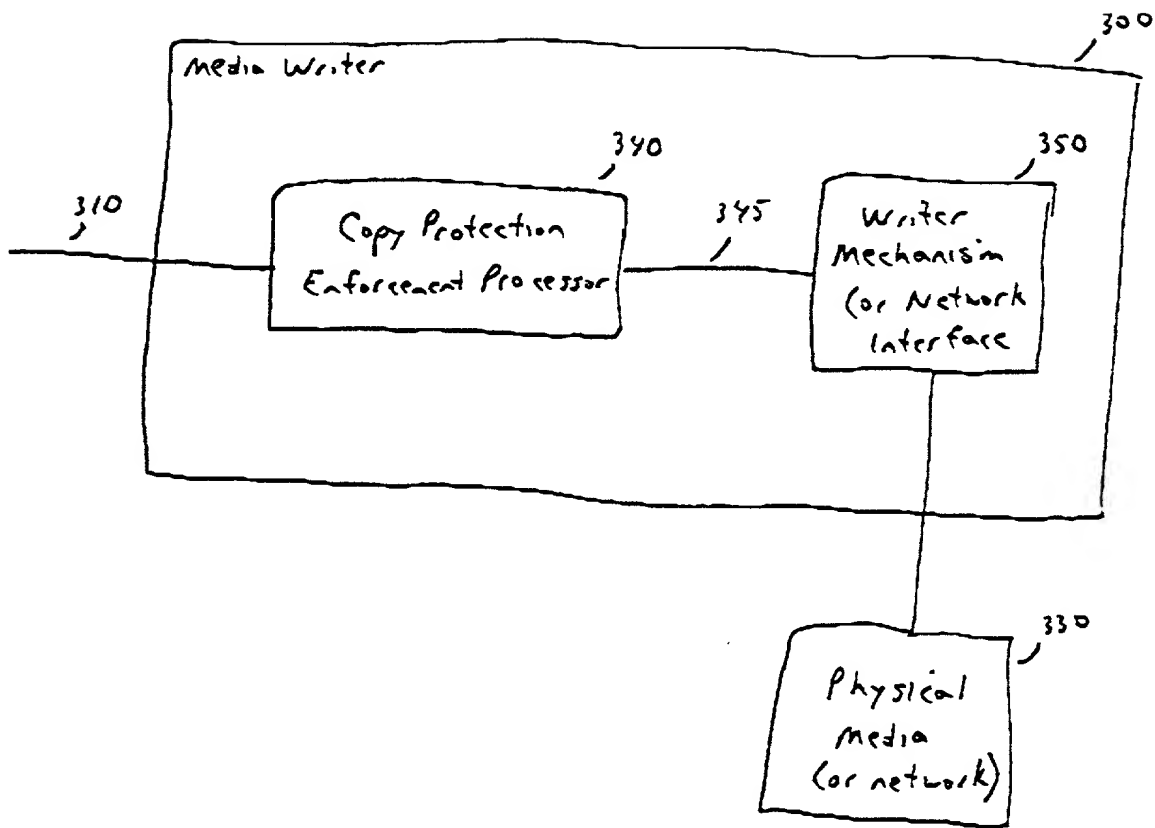 300
Media Writer
340
350
310
Copy Protection
Enforcement Processor
345
Writer
Mechanism
(or Network
Interface
330
Physical
Media
(or network)